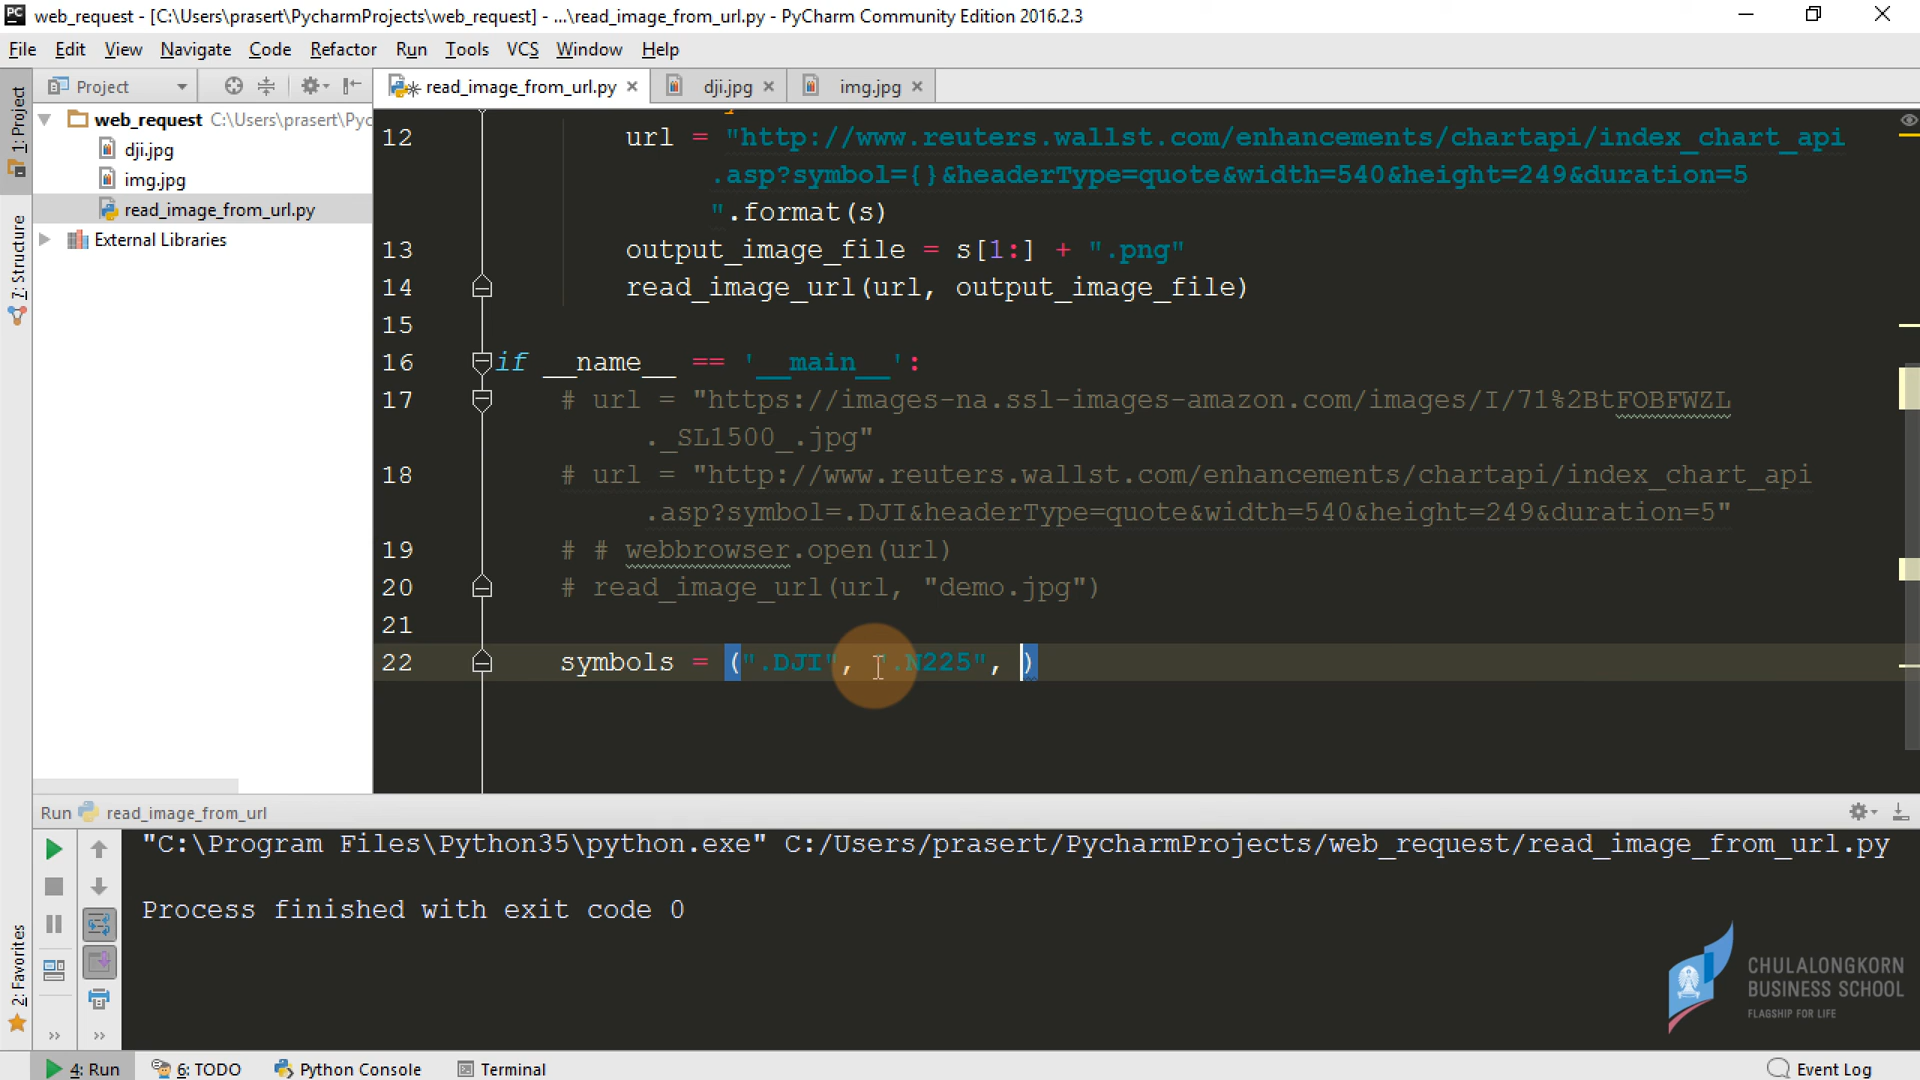 PC web_request - [C:\Users\prasert\PycharmProjects\web_request] - ...\read_image_from_url.py - PyCharm Community Edition 2016.2.3
File Edit View Navigate Code Refactor Run Tools VCS Window Help
Project
read_image_from_url.py
dji.jpg
img.jpg
1: Project
7: Structure
2: Favorites
web_request C:\Users\prasert\Pyc
dji.jpg
img.jpg
read_image_from_url.py
External Libraries
12 url = "http://www.reuters.wallst.com/enhancements/chartapi/index_chart_api
.asp?symbol={}&headerType=quote&width=540&height=249&duration=5
".format(s)
13 output_image_file = s[1:] + ".png"
14 read_image_url(url, output_image_file)
15
16 if __name__ == '__main__':
17 # url = "https://images-na.ssl-images-amazon.com/images/I/71%2BtFOBFWZL
._SL1500_.jpg"
18 # url = "http://www.reuters.wallst.com/enhancements/chartapi/index_chart_api
.asp?symbol=.DJI&headerType=quote&width=540&height=249&duration=5"
19 # # webbrowser.open(url)
20 # read_image_url(url, "demo.jpg")
21
22 symbols = (".DJI", ".N225", )
Run read_image_from_url
"C:\Program Files\Python35\python.exe" C:/Users/prasert/PycharmProjects/web_request/read_image_from_url.py
Process finished with exit code 0
CHULALONGKORN
BUSINESS SCHOOL
FLAGSHIP FOR LIFE
4: Run 6: TODO Python Console Terminal Event Log